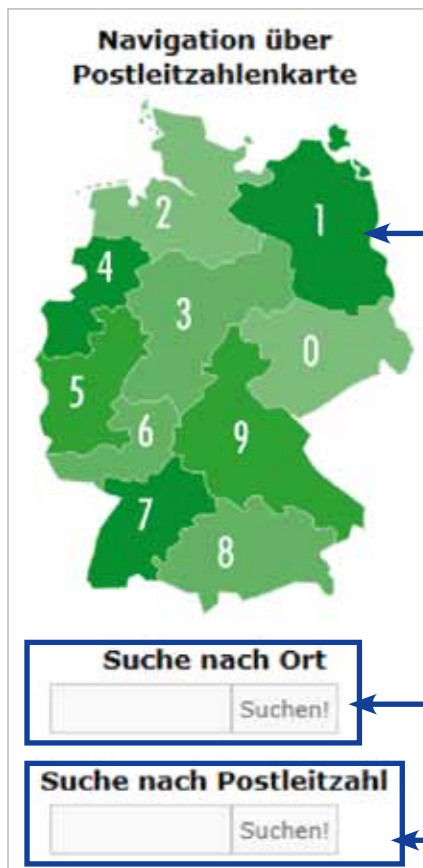 Navigation über
Postleitzahlenkarte
2
1
4
3
0
5
6
9
7
8
Suche nach Ort
Suchen!
Suche nach Postleitzahl
Suchen!